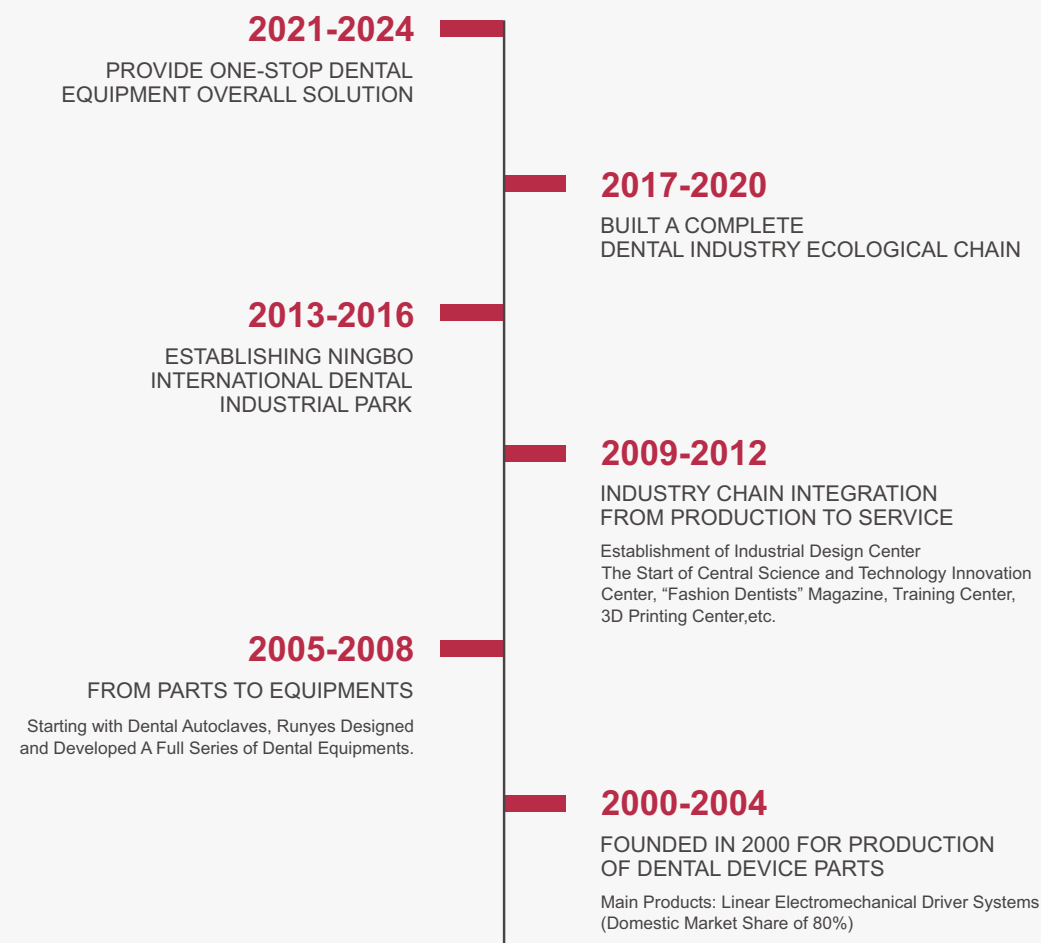 2021-2024
PROVIDE ONE-STOP DENTAL
EQUIPMENT OVERALL SOLUTION
2017-2020
BUILT A COMPLETE
DENTAL INDUSTRY ECOLOGICAL CHAIN
2013-2016
ESTABLISHING NINGBO
INTERNATIONAL DENTAL
INDUSTRIAL PARK
2009-2012
INDUSTRY CHAIN INTEGRATION
FROM PRODUCTION TO SERVICE
Establishment of Industrial Design Center
The Start of Central Science and Technology Innovation
Center, “Fashion Dentists” Magazine, Training Center,
3D Printing Center,etc.
2005-2008
FROM PARTS TO EQUIPMENTS
Starting with Dental Autoclaves, Runyes Designed
and Developed A Full Series of Dental Equipments.
2000-2004
FOUNDED IN 2000 FOR PRODUCTION
OF DENTAL DEVICE PARTS
Main Products: Linear Electromechanical Driver Systems
(Domestic Market Share of 80%)